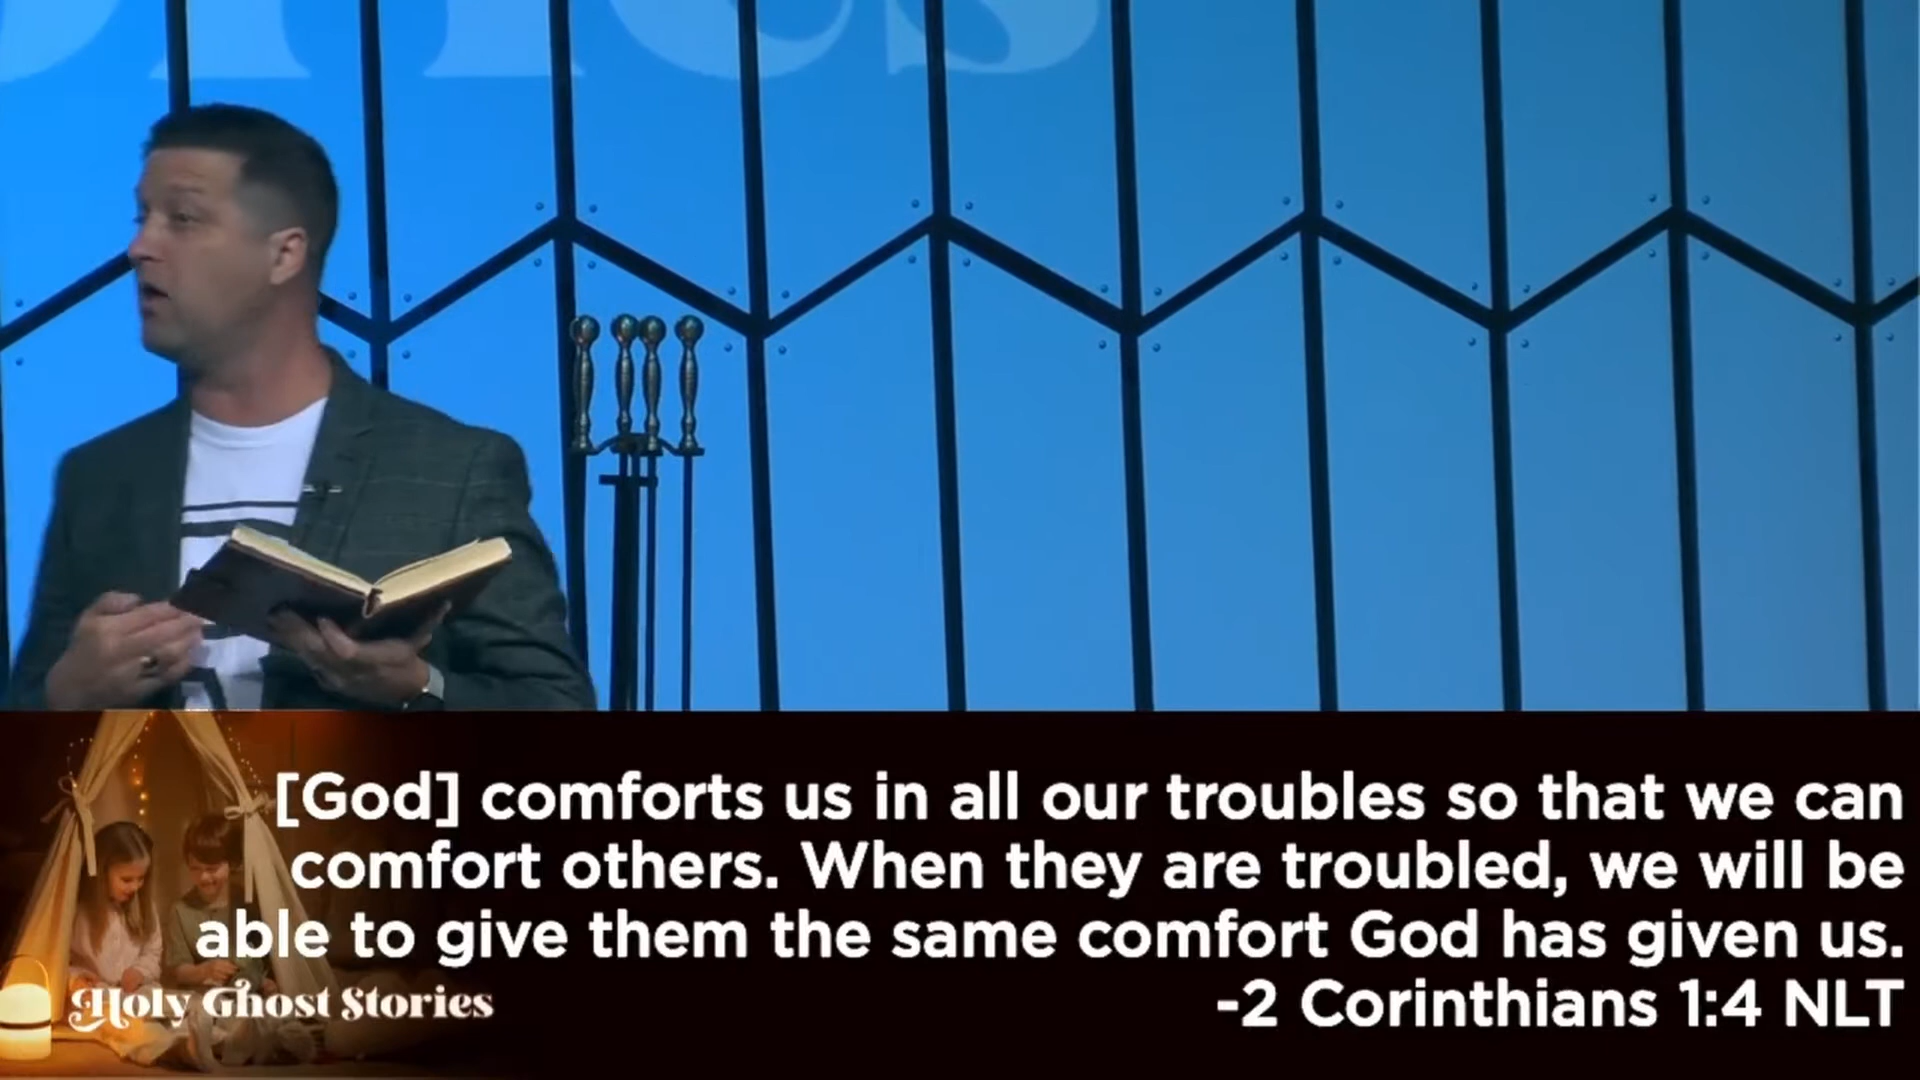 [God] comforts us in all our troubles so that we can
comfort others. When they are troubled, we will be
able to give them the same comfort God has given us.
-2 Corinthians 1:4 NLT
Holy Ghost Stories